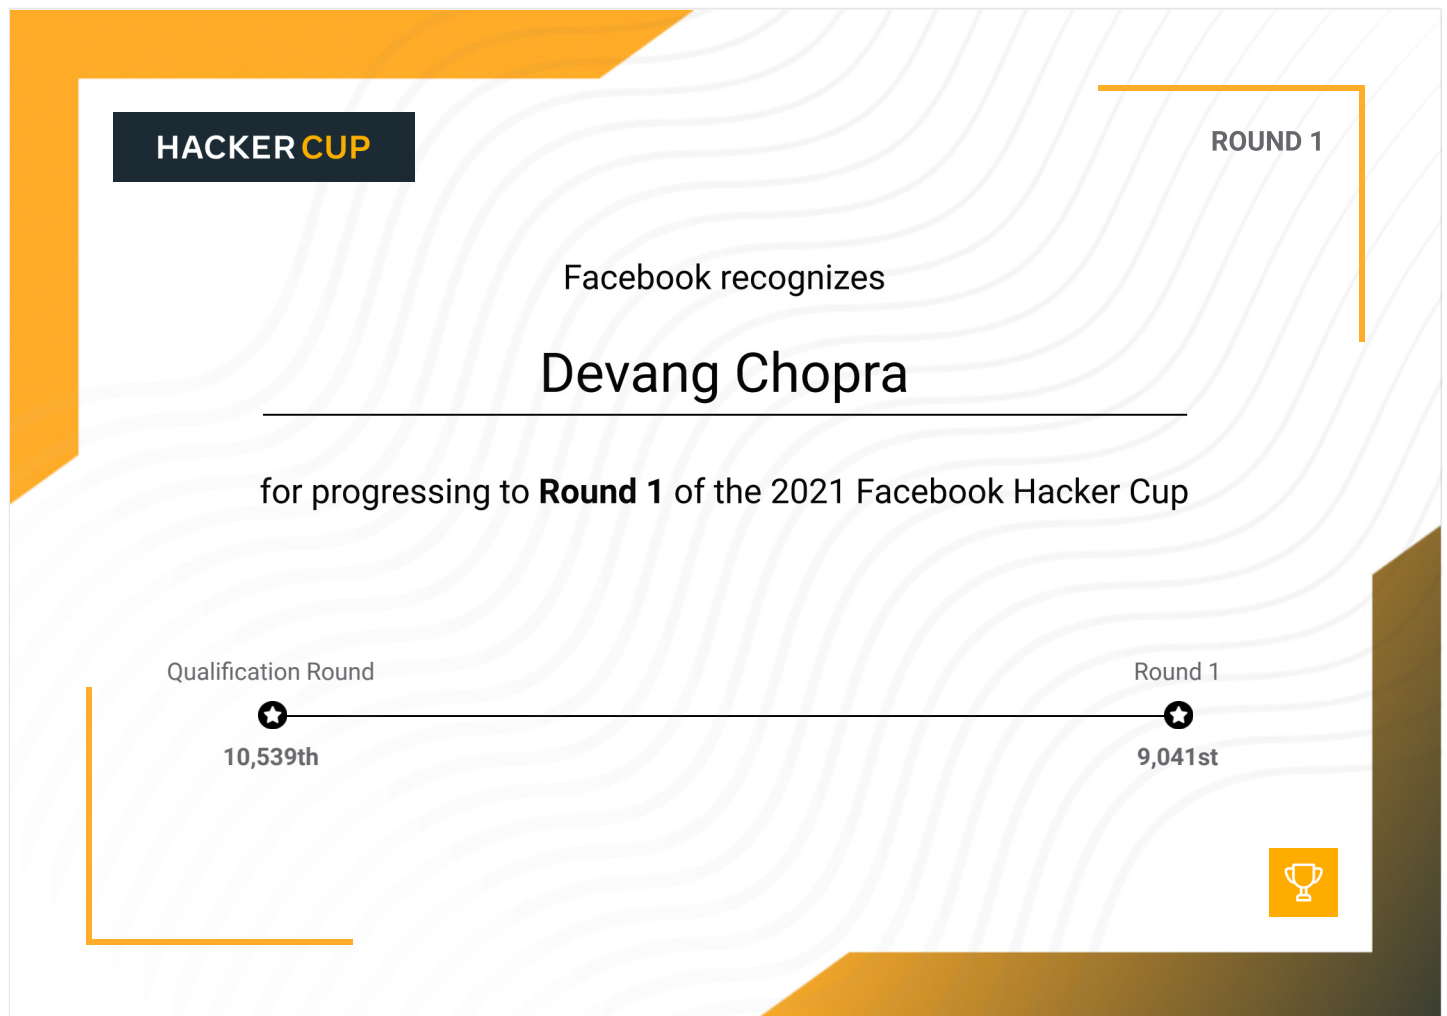 HACKER CUP
ROUND 1
Facebook recognizes
Devang Chopra
for progressing to Round 1 of the 2021 Facebook Hacker Cup
Qualification Round
10,539th
Round 1
9,041st